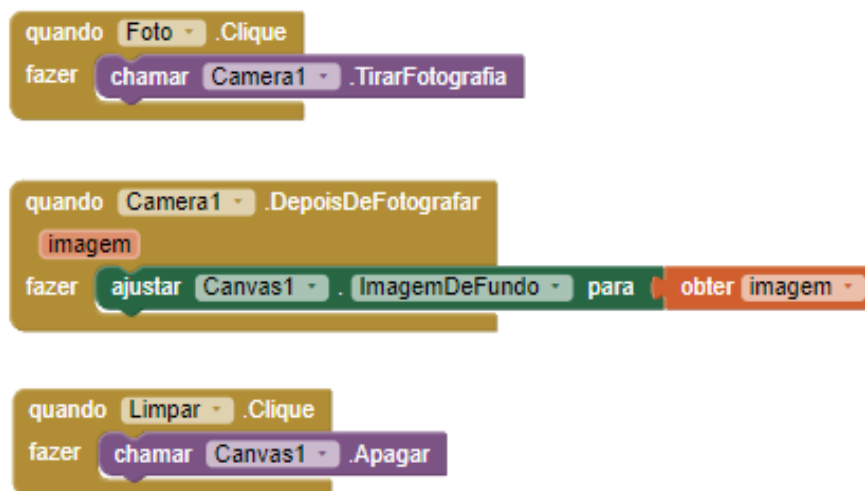 quando Foto .Clique
fazer chamar Camera1 .TirarFotografia
quando Camera1 .DepoisDeFotografar
imagem
fazer ajustar Canvas1 . ImagemDeFundo para obter imagem
quando Limpar .Clique
fazer chamar Canvas1 .Apagar